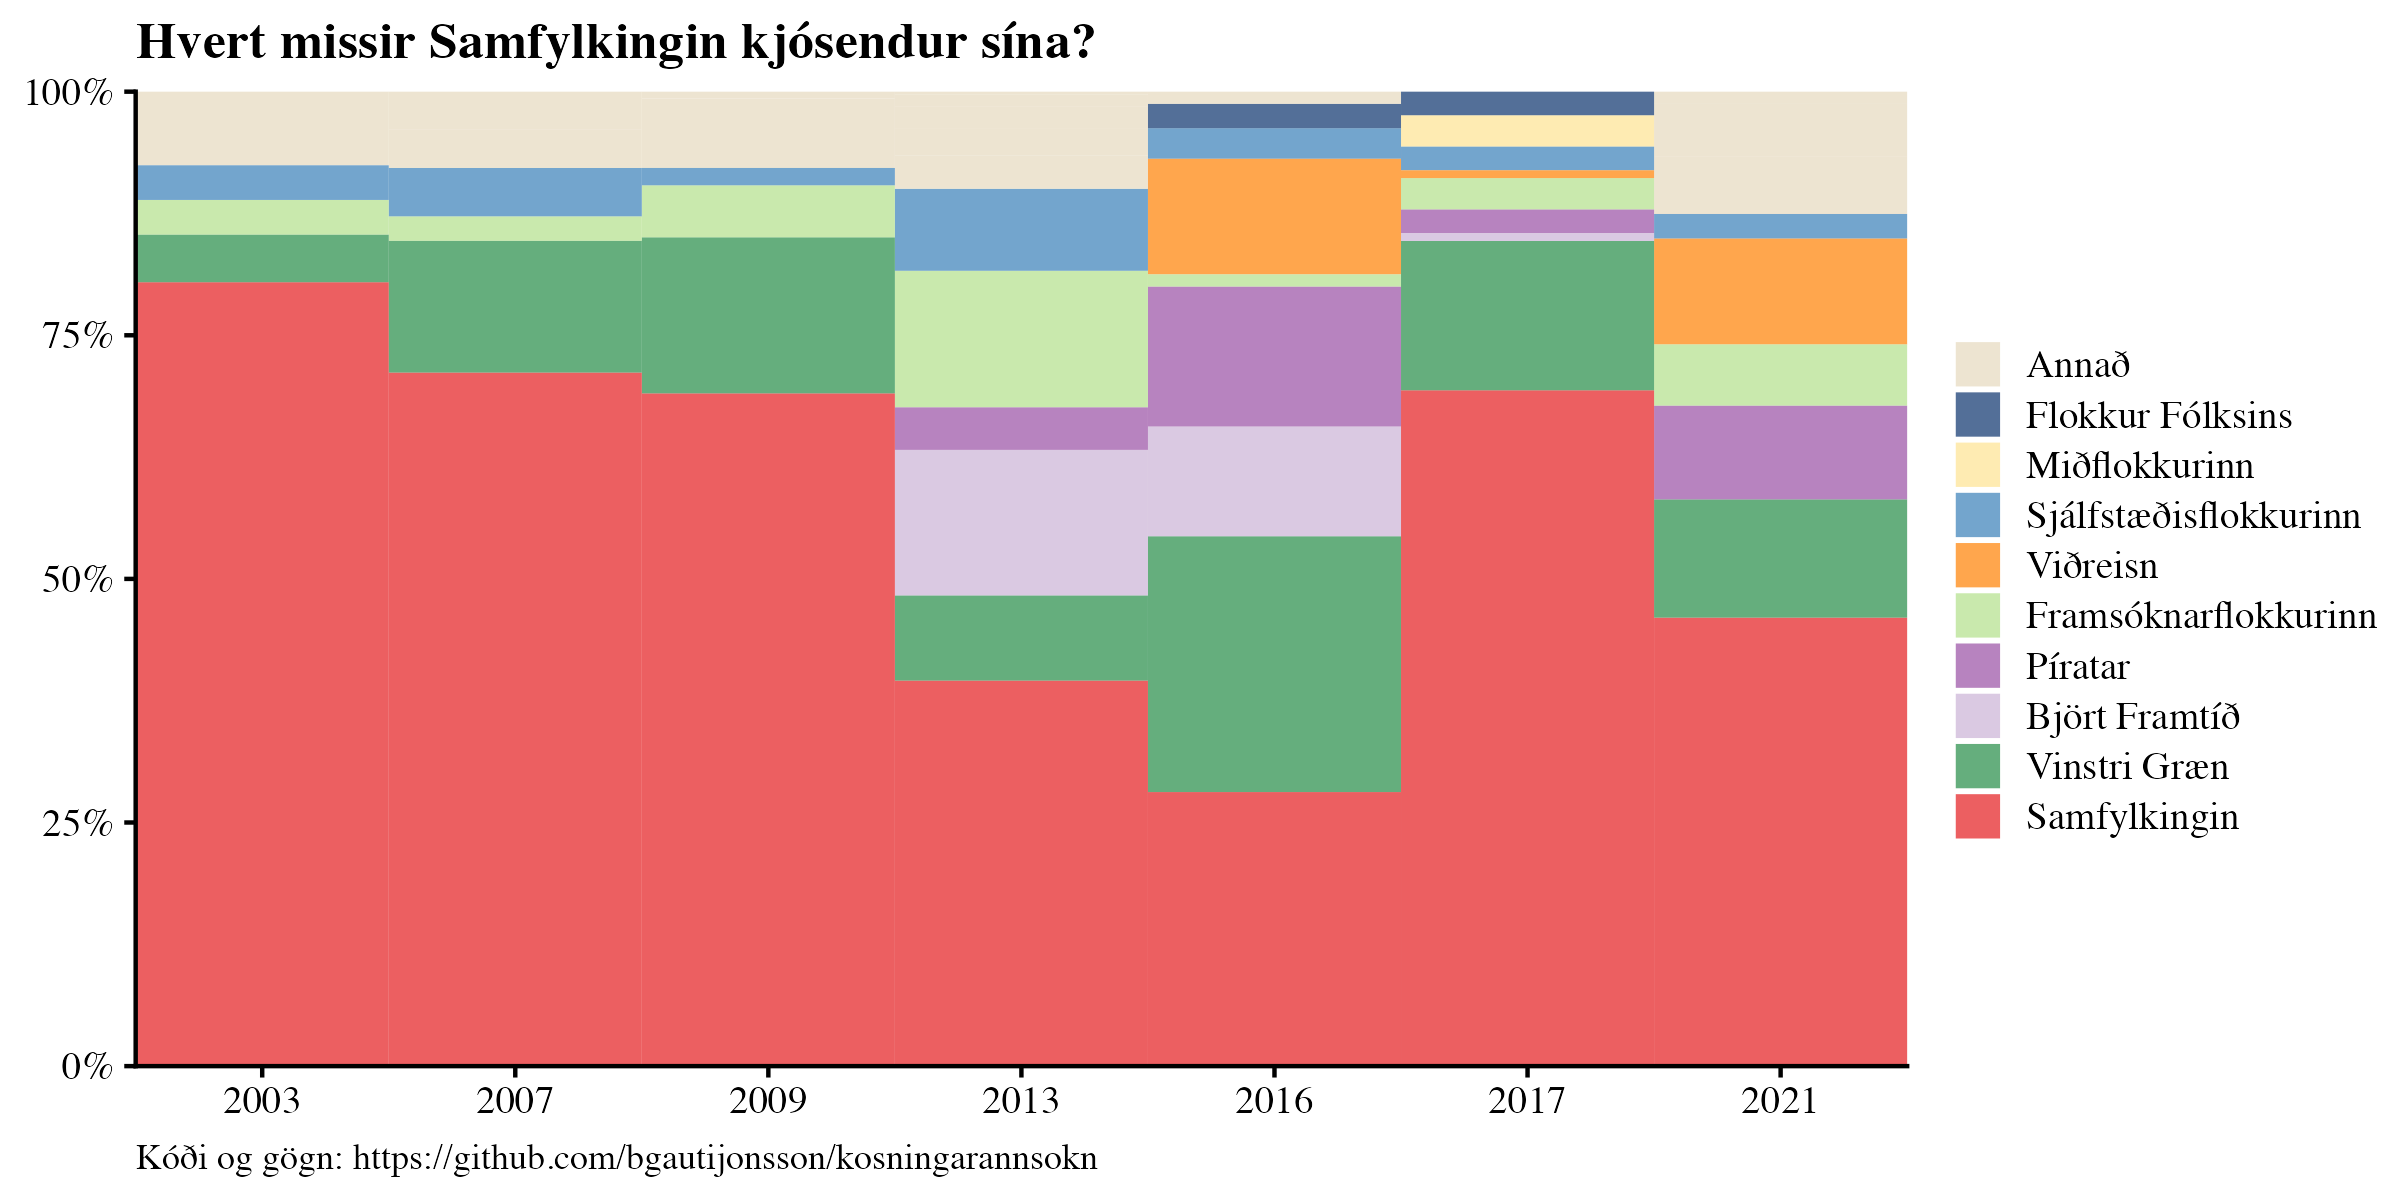 Hvert missir Samfylkingin kjósendur sína?
100%
75%
50%
25%
0%
2003 2007 2009 2013 2016 2017 2021
Annað
Flokkur Fólksins
Miðflokkurinn
Sjálfstæðisflokkurinn
Viðreisn
Framsóknarflokkurinn
Píratar
Björt Framtíð
Vinstri Græn
Samfylkingin
Kóði og gögn: https://github.com/bgautijonsson/kosningarannsokn